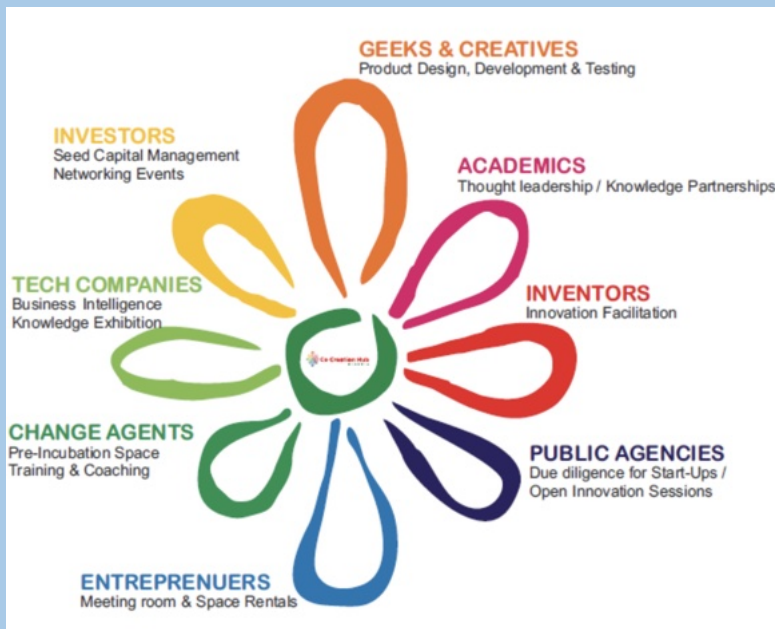 GEEKS & CREATIVES
Product Design, Development & Testing
INVESTORS
Seed Capital Management
Networking Events
ACADEMICS
Thought leadership / Knowledge Partnerships
TECH COMPANIES
Business Intelligence
Knowledge Exhibition
INVENTORS
Innovation Facilitation
Co-Creation Hub
CHANGE AGENTS
Pre-Incubation Space
Training & Coaching
PUBLIC AGENCIES
Due diligence for Start-Ups /
Open Innovation Sessions
ENTREPRENUERS
Meeting room & Space Rentals